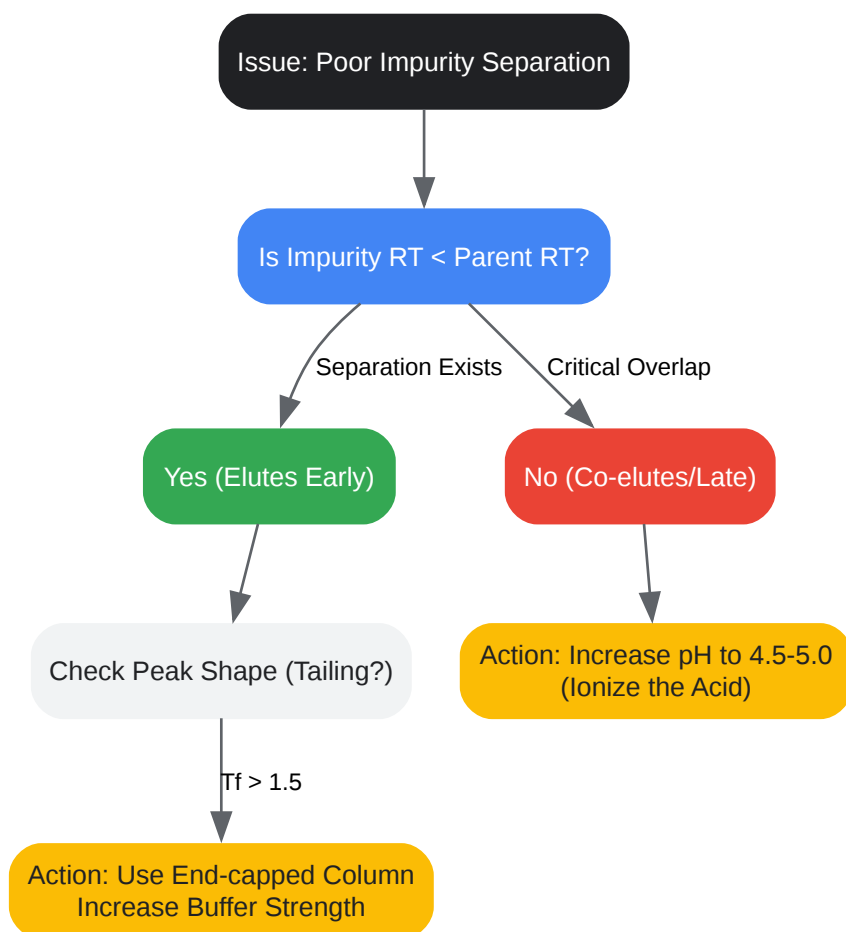 Issue: Poor Impurity Separation
Is Impurity RT < Parent RT?
Separation Exists
Critical Overlap
Yes (Elutes Early)
No (Co-elutes/Late)
Check Peak Shape (Tailing?)
Action: Increase pH to 4.5-5.0
(Ionize the Acid)
Tf > 1.5
Action: Use End-capped Column
Increase Buffer Strength